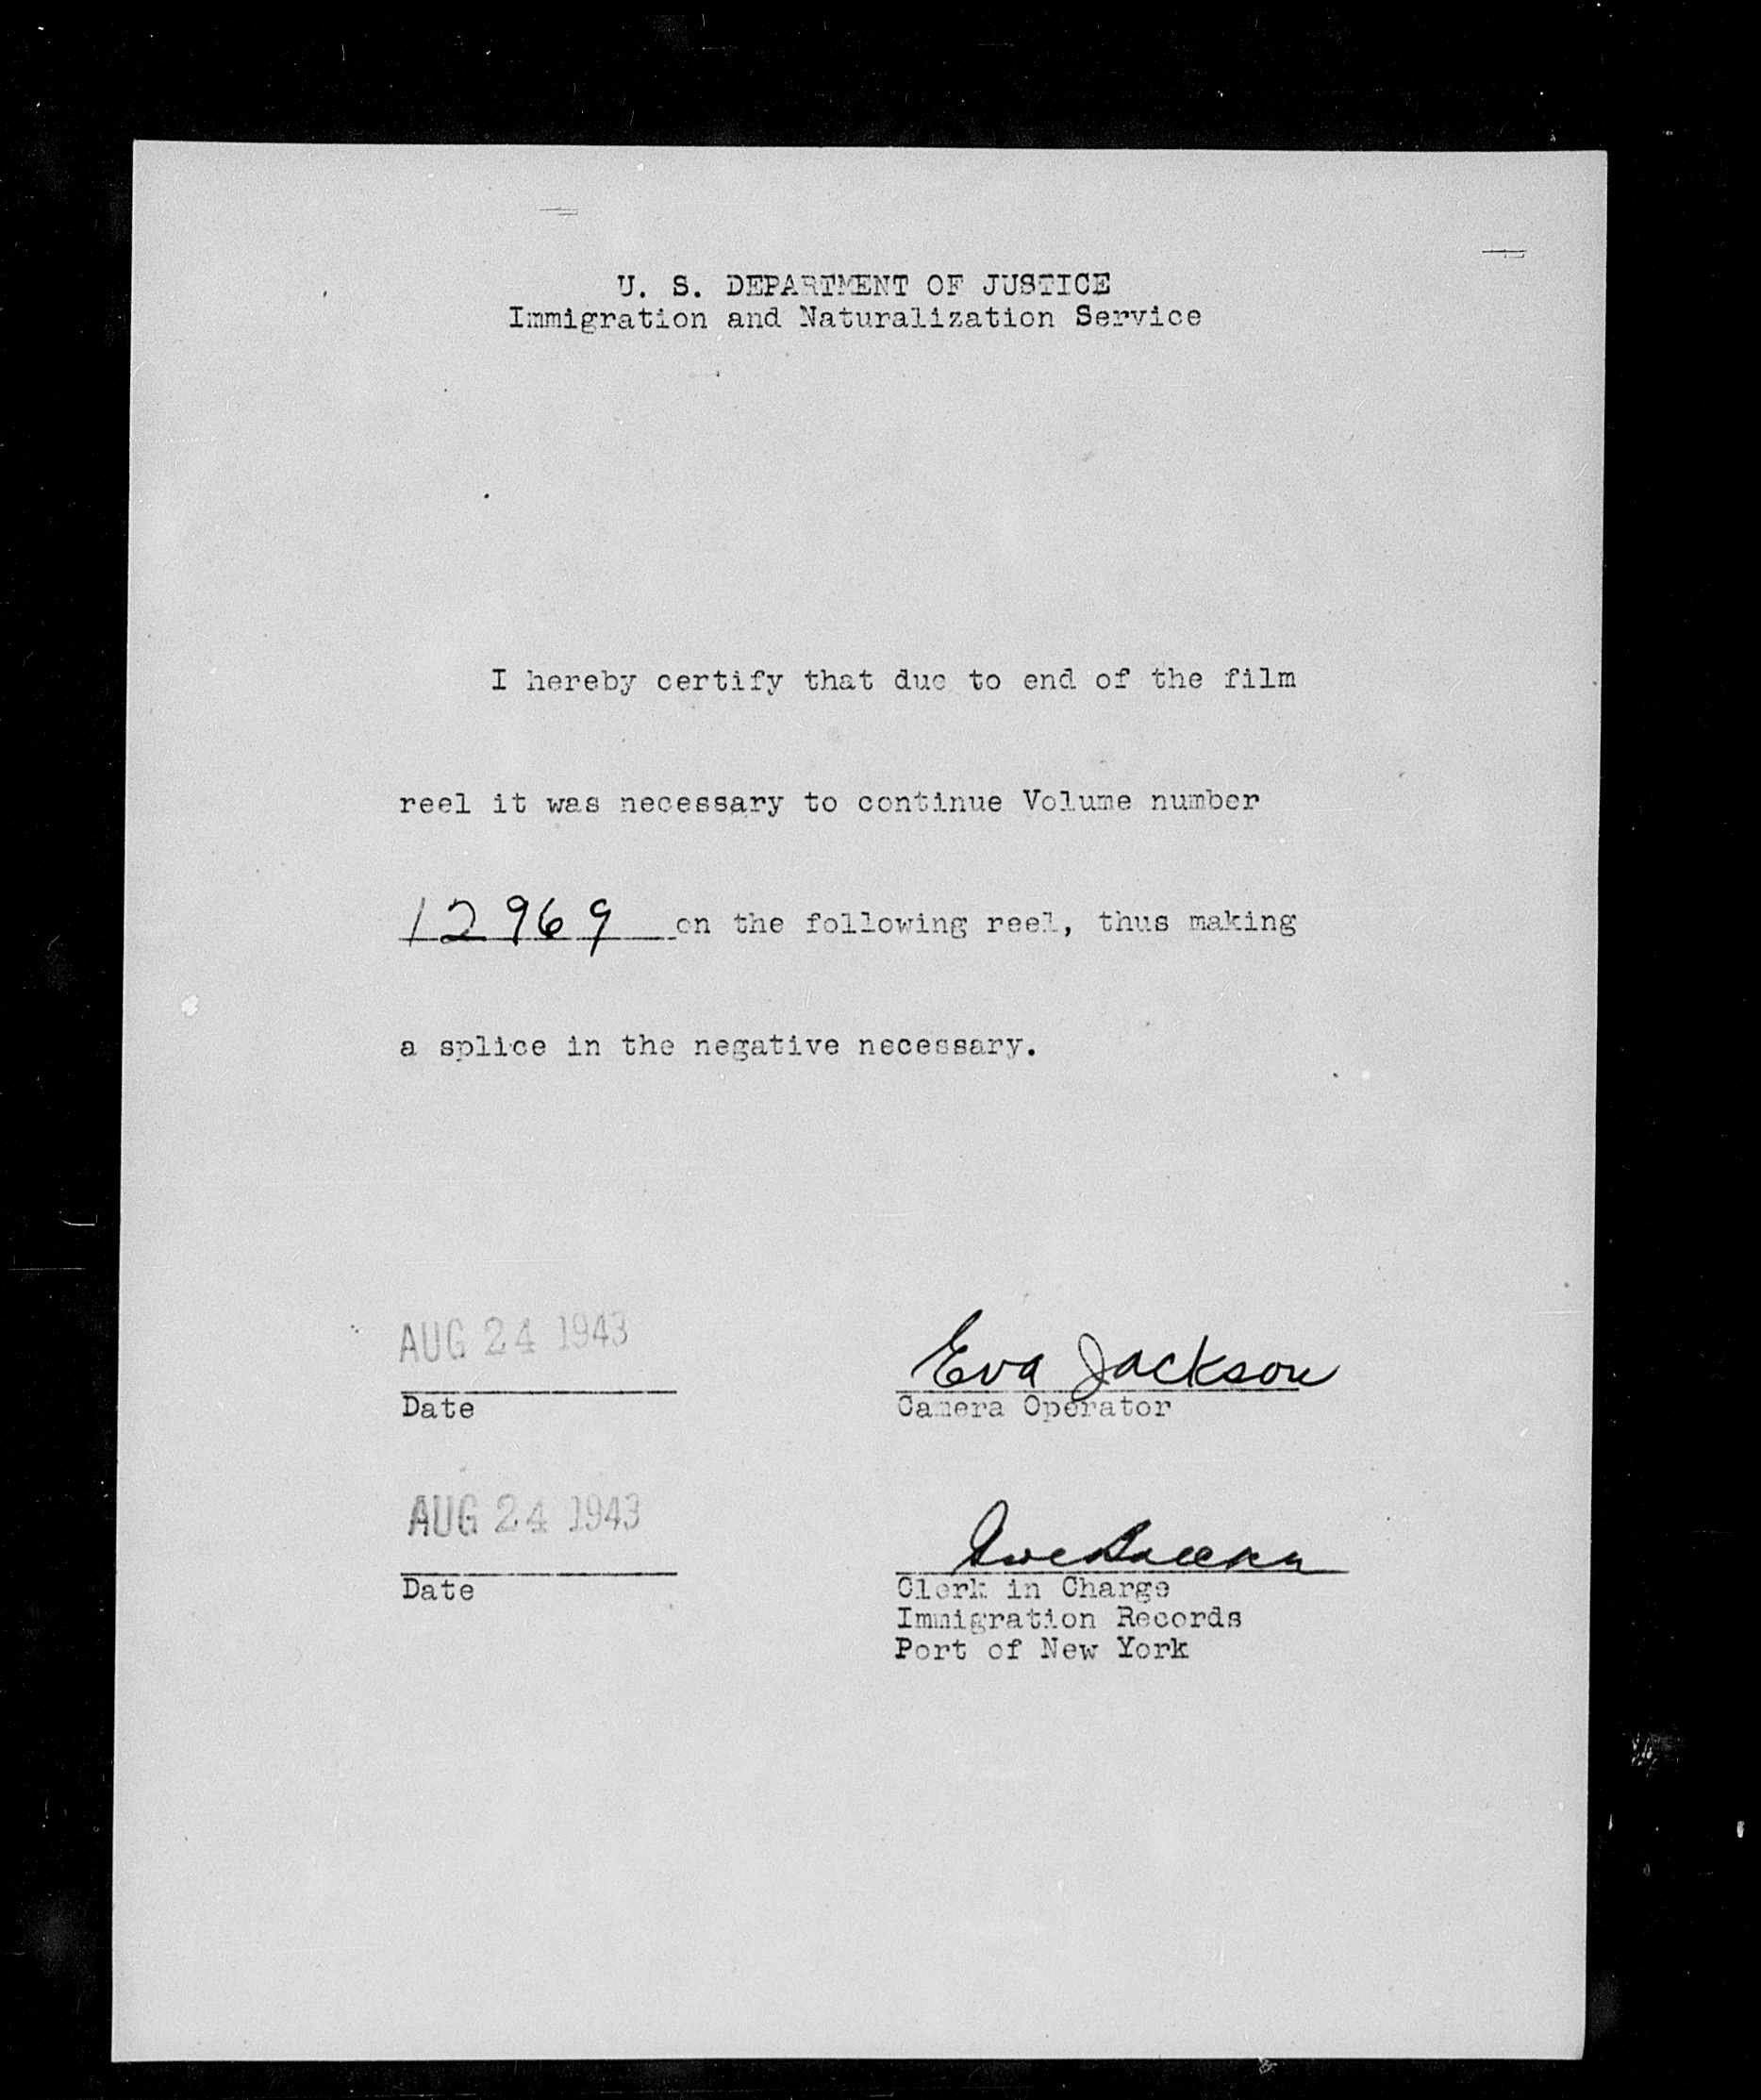 U. S. DEPARTMENT OF JUSTICE
Immigration and Naturalization Service
I hereby certify that due to end of the film
reel it was necessary to continue Volume number
12969 on the following reel, thus making
a splice in the negative necessary.
AUG 24 1943
Eva Jackson
Date
Camera Operator
AUG 24 1943
Date
Clerk in Charge
Immigration Records
Port of New York